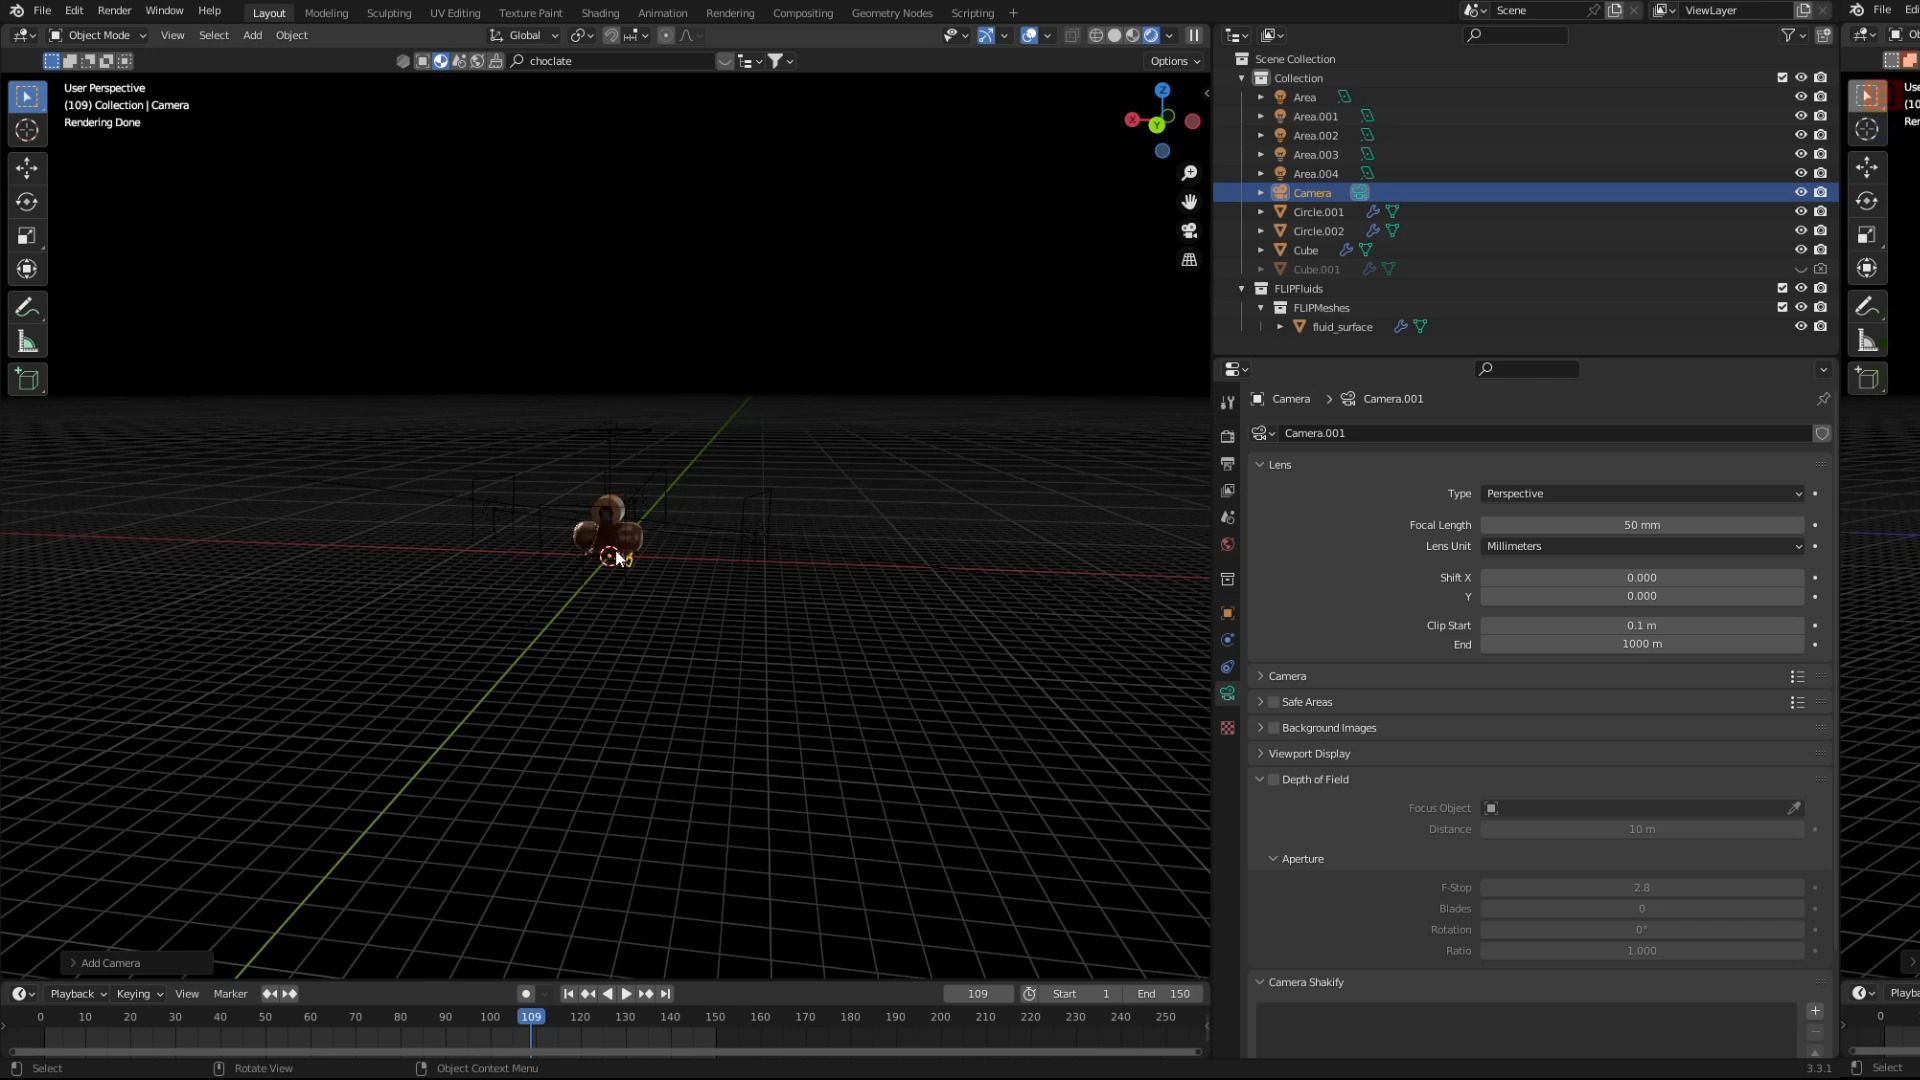 File Edit Render Window Help Layout Modeling Sculpting UV Editing Texture Paint Shading Animation Rendering Compositing Geometry Nodes Scripting + Scene ViewLayer File
Object Mode View Select Add Object Global
choclate Options
User Perspective
(109) Collection | Camera
Rendering Done
X Y Z
Scene Collection
Collection
Area
Area.001
Area.002
Area.003
Area.004
Camera
Circle.001
Circle.002
Cube
Cube.001
FLIPFluids
FLIPMeshes
fluid_surface
Camera > Camera.001
Camera.001
Lens
Type Perspective
Focal Length 50 mm
Lens Unit Millimeters
Shift X 0.000
Y 0.000
Clip Start 0.1 m
End 1000 m
Camera
Safe Areas
Background Images
Viewport Display
Depth of Field
Focus Object
Distance 10 m
Aperture
F-Stop 2.8
Blades 0
Rotation 0°
Ratio 1.000
Camera Shakify
Add Camera
Playback Keying View Marker 109 Start 1 End 150
0 10 20 30 40 50 60 70 80 90 100 109 120 130 140 150 160 170 180 190 200 210 220 230 240 250 0
Select Rotate View Object Context Menu 3.3.1 Select